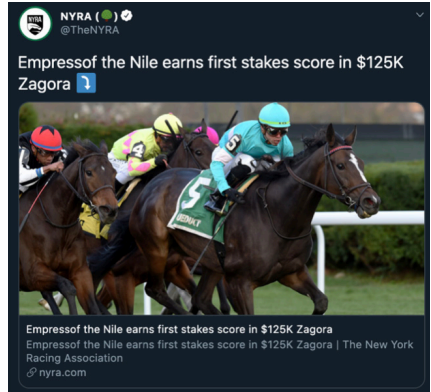 NYRA
NYRA ( )
@TheNYRA
Empressof the Nile earns first stakes score in $125K
Zagora
4
5
5
BELMONT
Empressof the Nile earns first stakes score in $125K Zagora
Empressof the Nile earns first stakes score in $125K Zagora | The New York
Racing Association
nyra.com